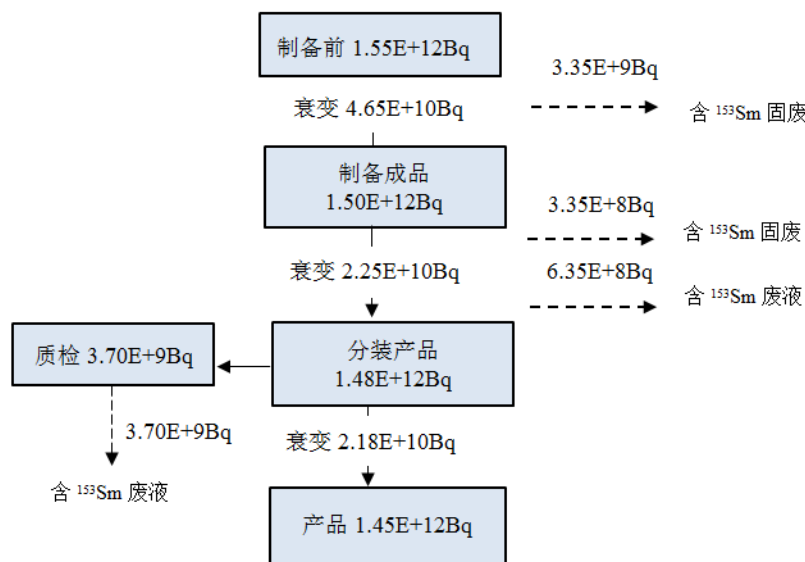 制备前 1.55E+12Bq
3.35E+9Bq
衰变 4.65E+10Bq
含 ¹⁵³Sm 固废
制备成品
1.50E+12Bq
3.35E+8Bq
含 ¹⁵³Sm 固废
衰变 2.25E+10Bq
6.35E+8Bq
含 ¹⁵³Sm 废液
质检 3.70E+9Bq
分装产品
1.48E+12Bq
3.70E+9Bq
衰变 2.18E+10Bq
含 ¹⁵³Sm 废液
产品 1.45E+12Bq